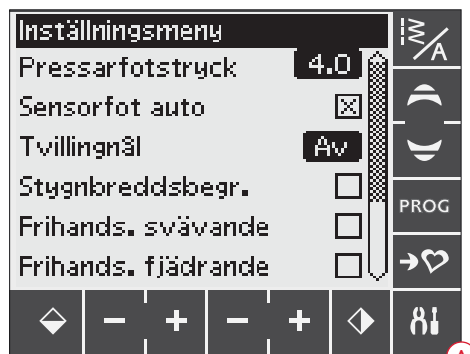 Inställningsmeny
Pressarfotstryck 4.0
Sensorfot auto
Tvillingnål Av
Stygnbreddsbegr.
Frihands. svävande
Frihands. fjädrande
A
PROG
− + − +
A